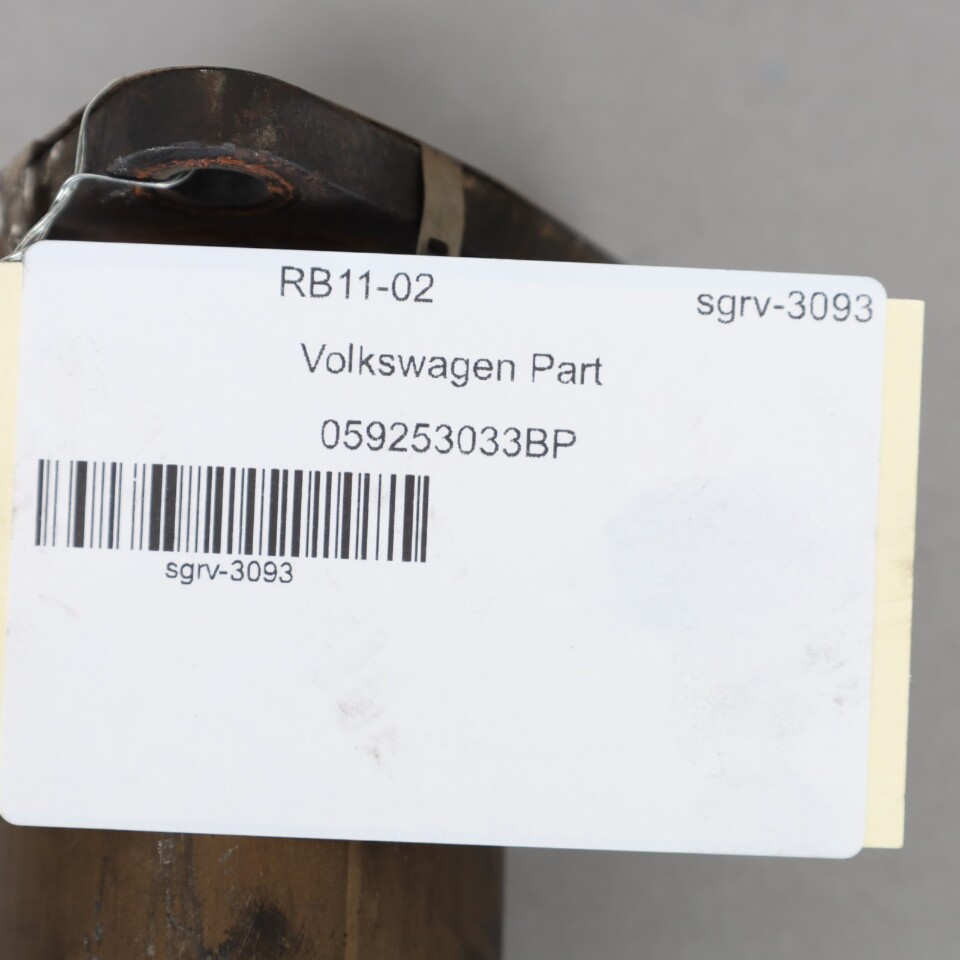 RB11-02 sgrv-3093
Volkswagen Part
059253033BP
sgrv-3093